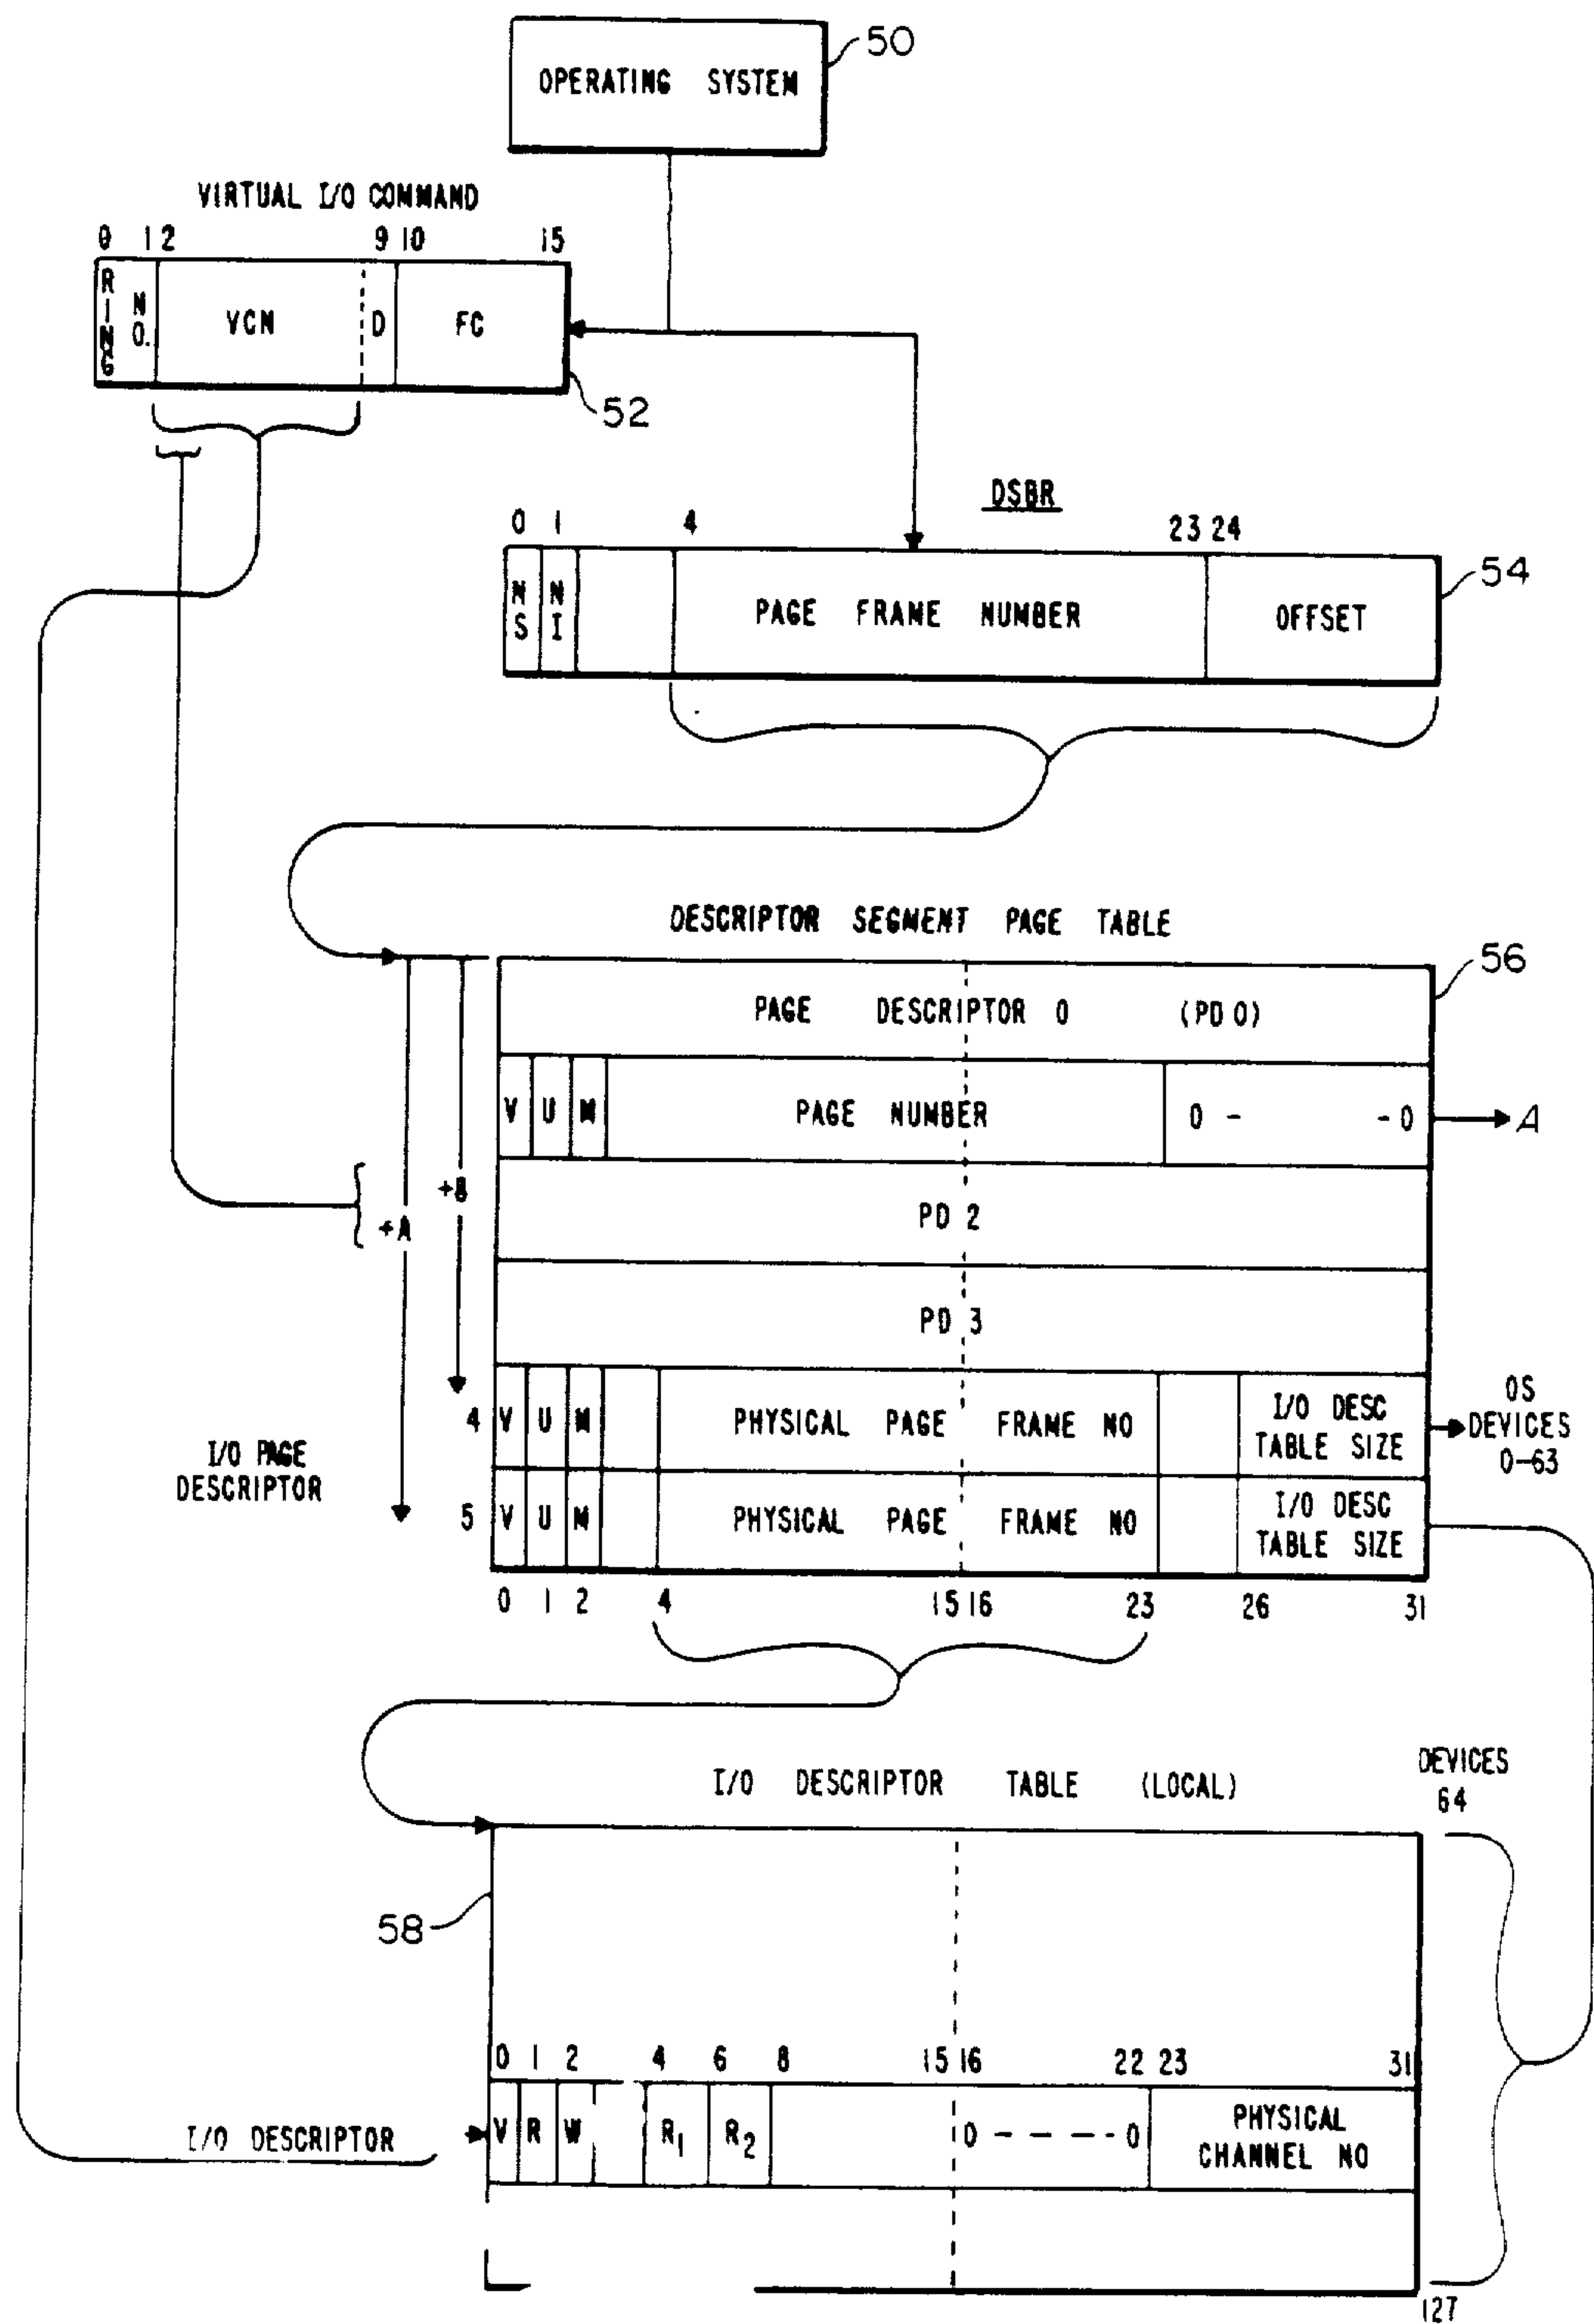 OPERATING SYSTEM
50
VIRTUAL I/O COMMAND
0 1 2 9 10 15
RING NO. VCN D FC
52
DSBR
0 1 4 23 24
NS NI PAGE FRAME NUMBER OFFSET
54
DESCRIPTOR SEGMENT PAGE TABLE
56
PAGE DESCRIPTOR 0 (PD 0)
V U M PAGE NUMBER 0 - - 0 A
PD 2
+B
+A
PD 3
4 V U M PHYSICAL PAGE FRAME NO I/O DESC TABLE SIZE
OS DEVICES 0-63
I/O PAGE DESCRIPTOR
5 V U M PHYSICAL PAGE FRAME NO I/O DESC TABLE SIZE
0 1 2 4 15 16 23 26 31
I/O DESCRIPTOR TABLE (LOCAL)
DEVICES 64
58
0 1 2 4 6 8 15 16 22 23 31
I/O DESCRIPTOR V R W R1 R2 0 - - - - 0 PHYSICAL CHANNEL NO
127